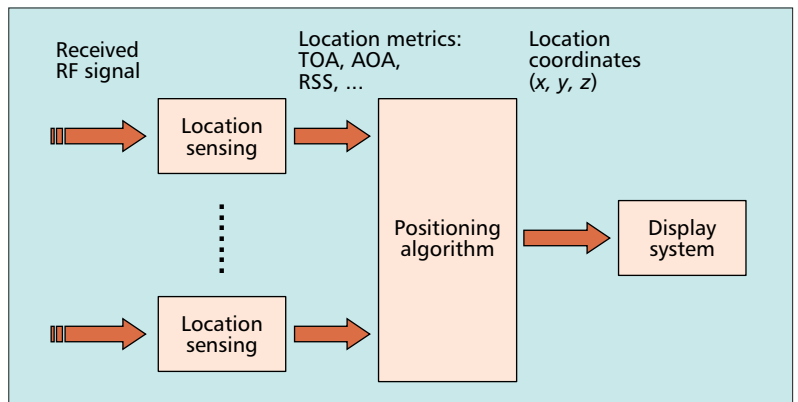 Received
RF signal
Location metrics:
TOA, AOA,
RSS, ...
Location
coordinates
(x, y, z)
Location
sensing
Positioning
algorithm
Display
system
Location
sensing